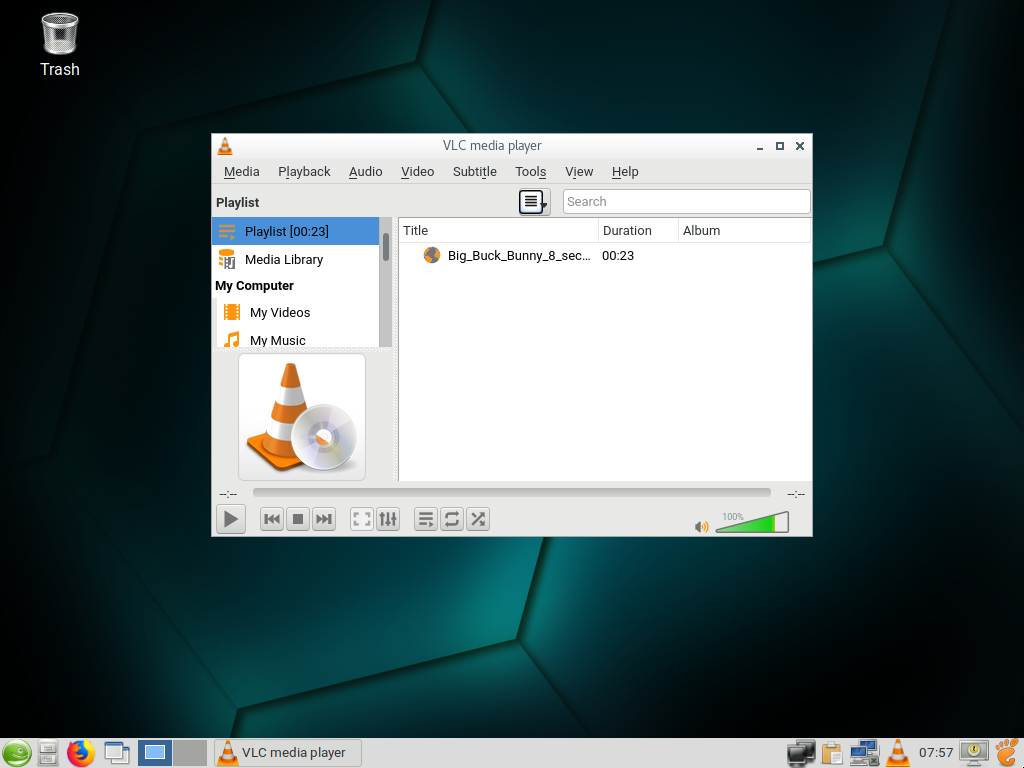 Trash
VLC media player
Media Playback Audio Video Subtitle Tools View Help
Playlist
Search
Playlist [00:23]
Media Library
My Computer
My Videos
My Music
Title Duration Album
Big_Buck_Bunny_8_sec... 00:23
--:-- --:--
100%
VLC media player
07:57